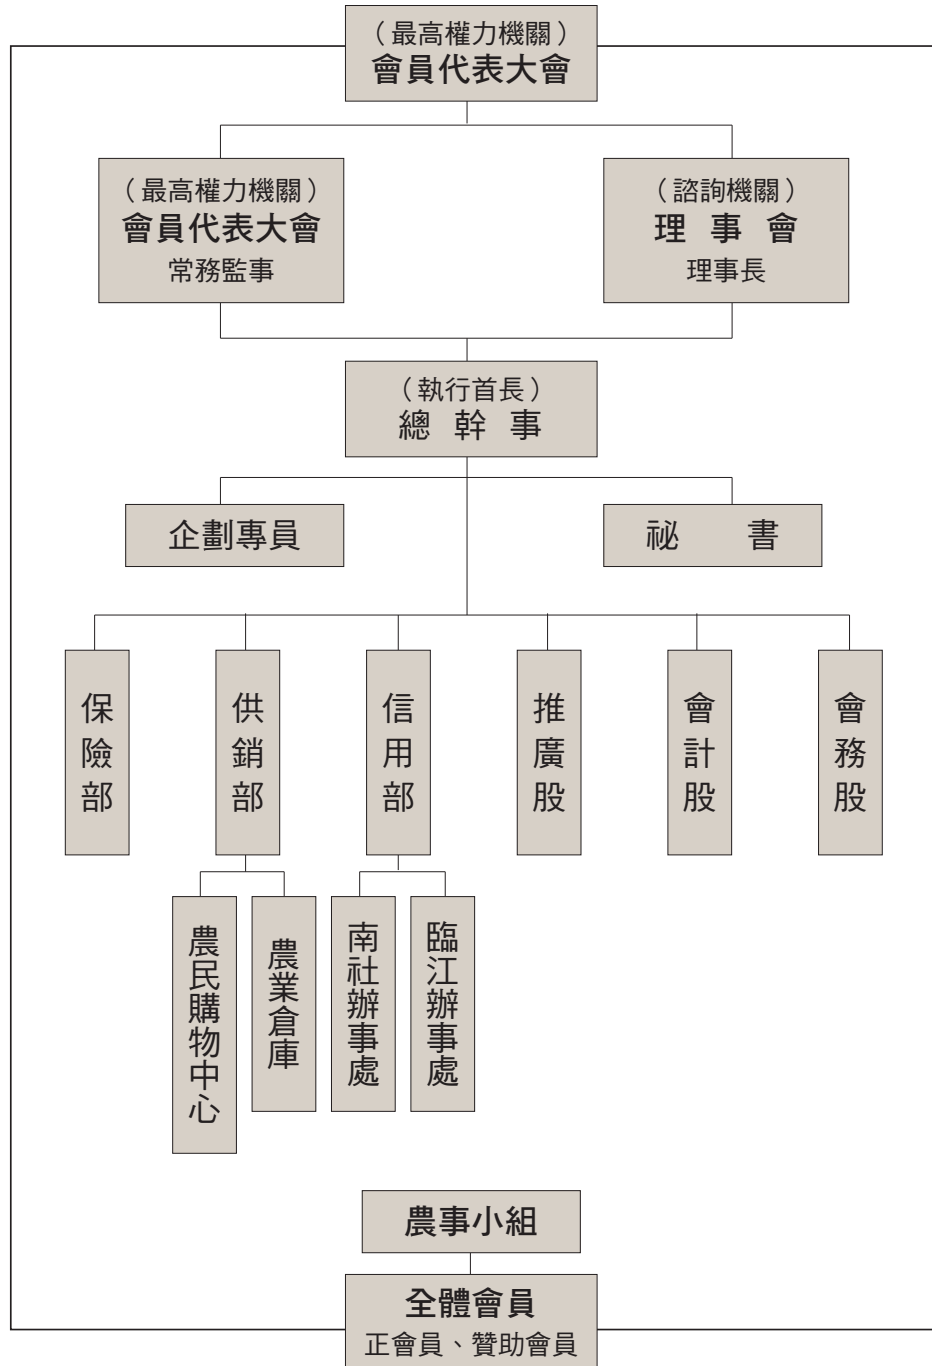 （最高權力機關）
會員代表大會
（最高權力機關）
會員代表大會
常務監事
（諮詢機關）
理 事 會
理事長
（執行首長）
總 幹 事
企劃專員
祕 書
保險部
供銷部
信用部
推廣股
會計股
會務股
農民購物中心
農業倉庫
南社辦事處
臨江辦事處
農事小組
全體會員
正會員、贊助會員